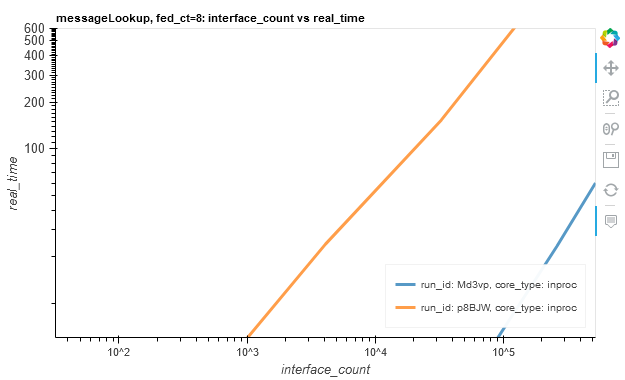 messageLookup, fed_ct=8: interface_count vs real_time
600
500
400
300
200
100
real_time
10^2
10^3
10^4
10^5
interface_count
run_id: Md3vp, core_type: inproc
run_id: p8BJW, core_type: inproc